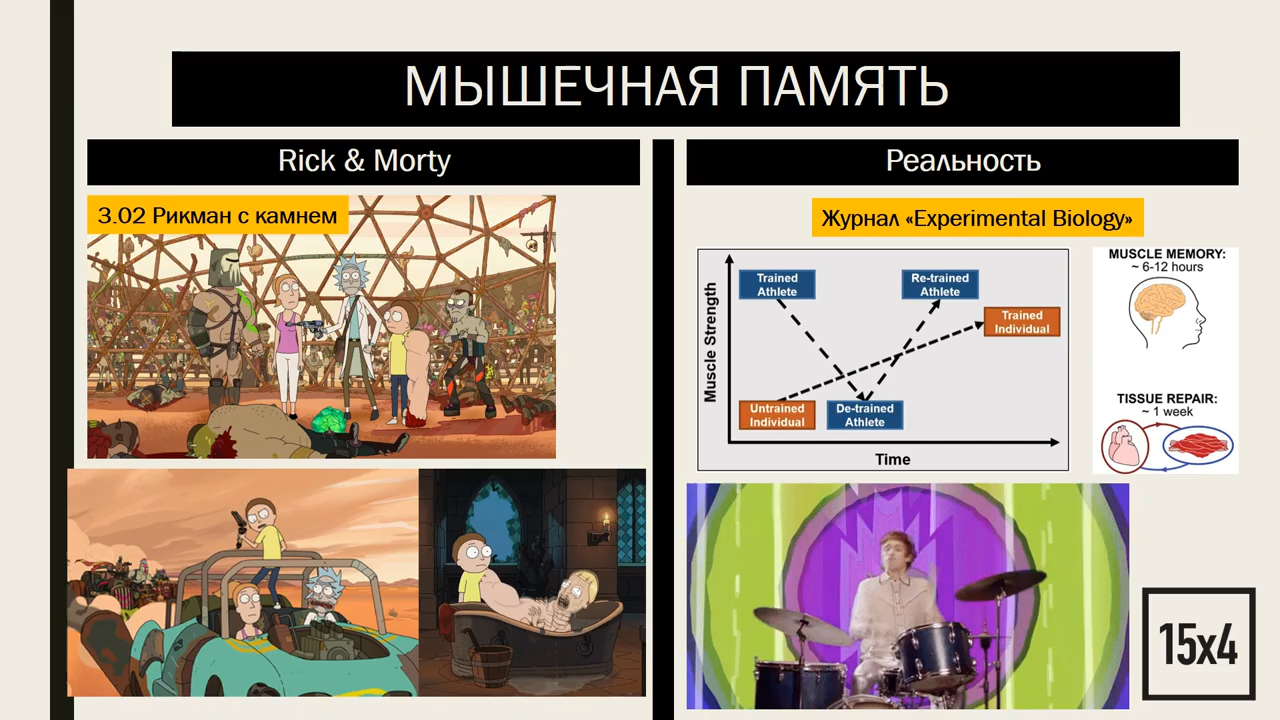 МЫШЕЧНАЯ ПАМЯТЬ
Rick & Morty
3.02 Рикман с камнем
Реальность
Журнал «Experimental Biology»
Muscle Strength
Trained
Athlete
Re-trained
Athlete
Trained
Individual
Untrained
Individual
De-trained
Athlete
Time
MUSCLE MEMORY:
~ 6-12 hours
TISSUE REPAIR:
~ 1 week
15x4